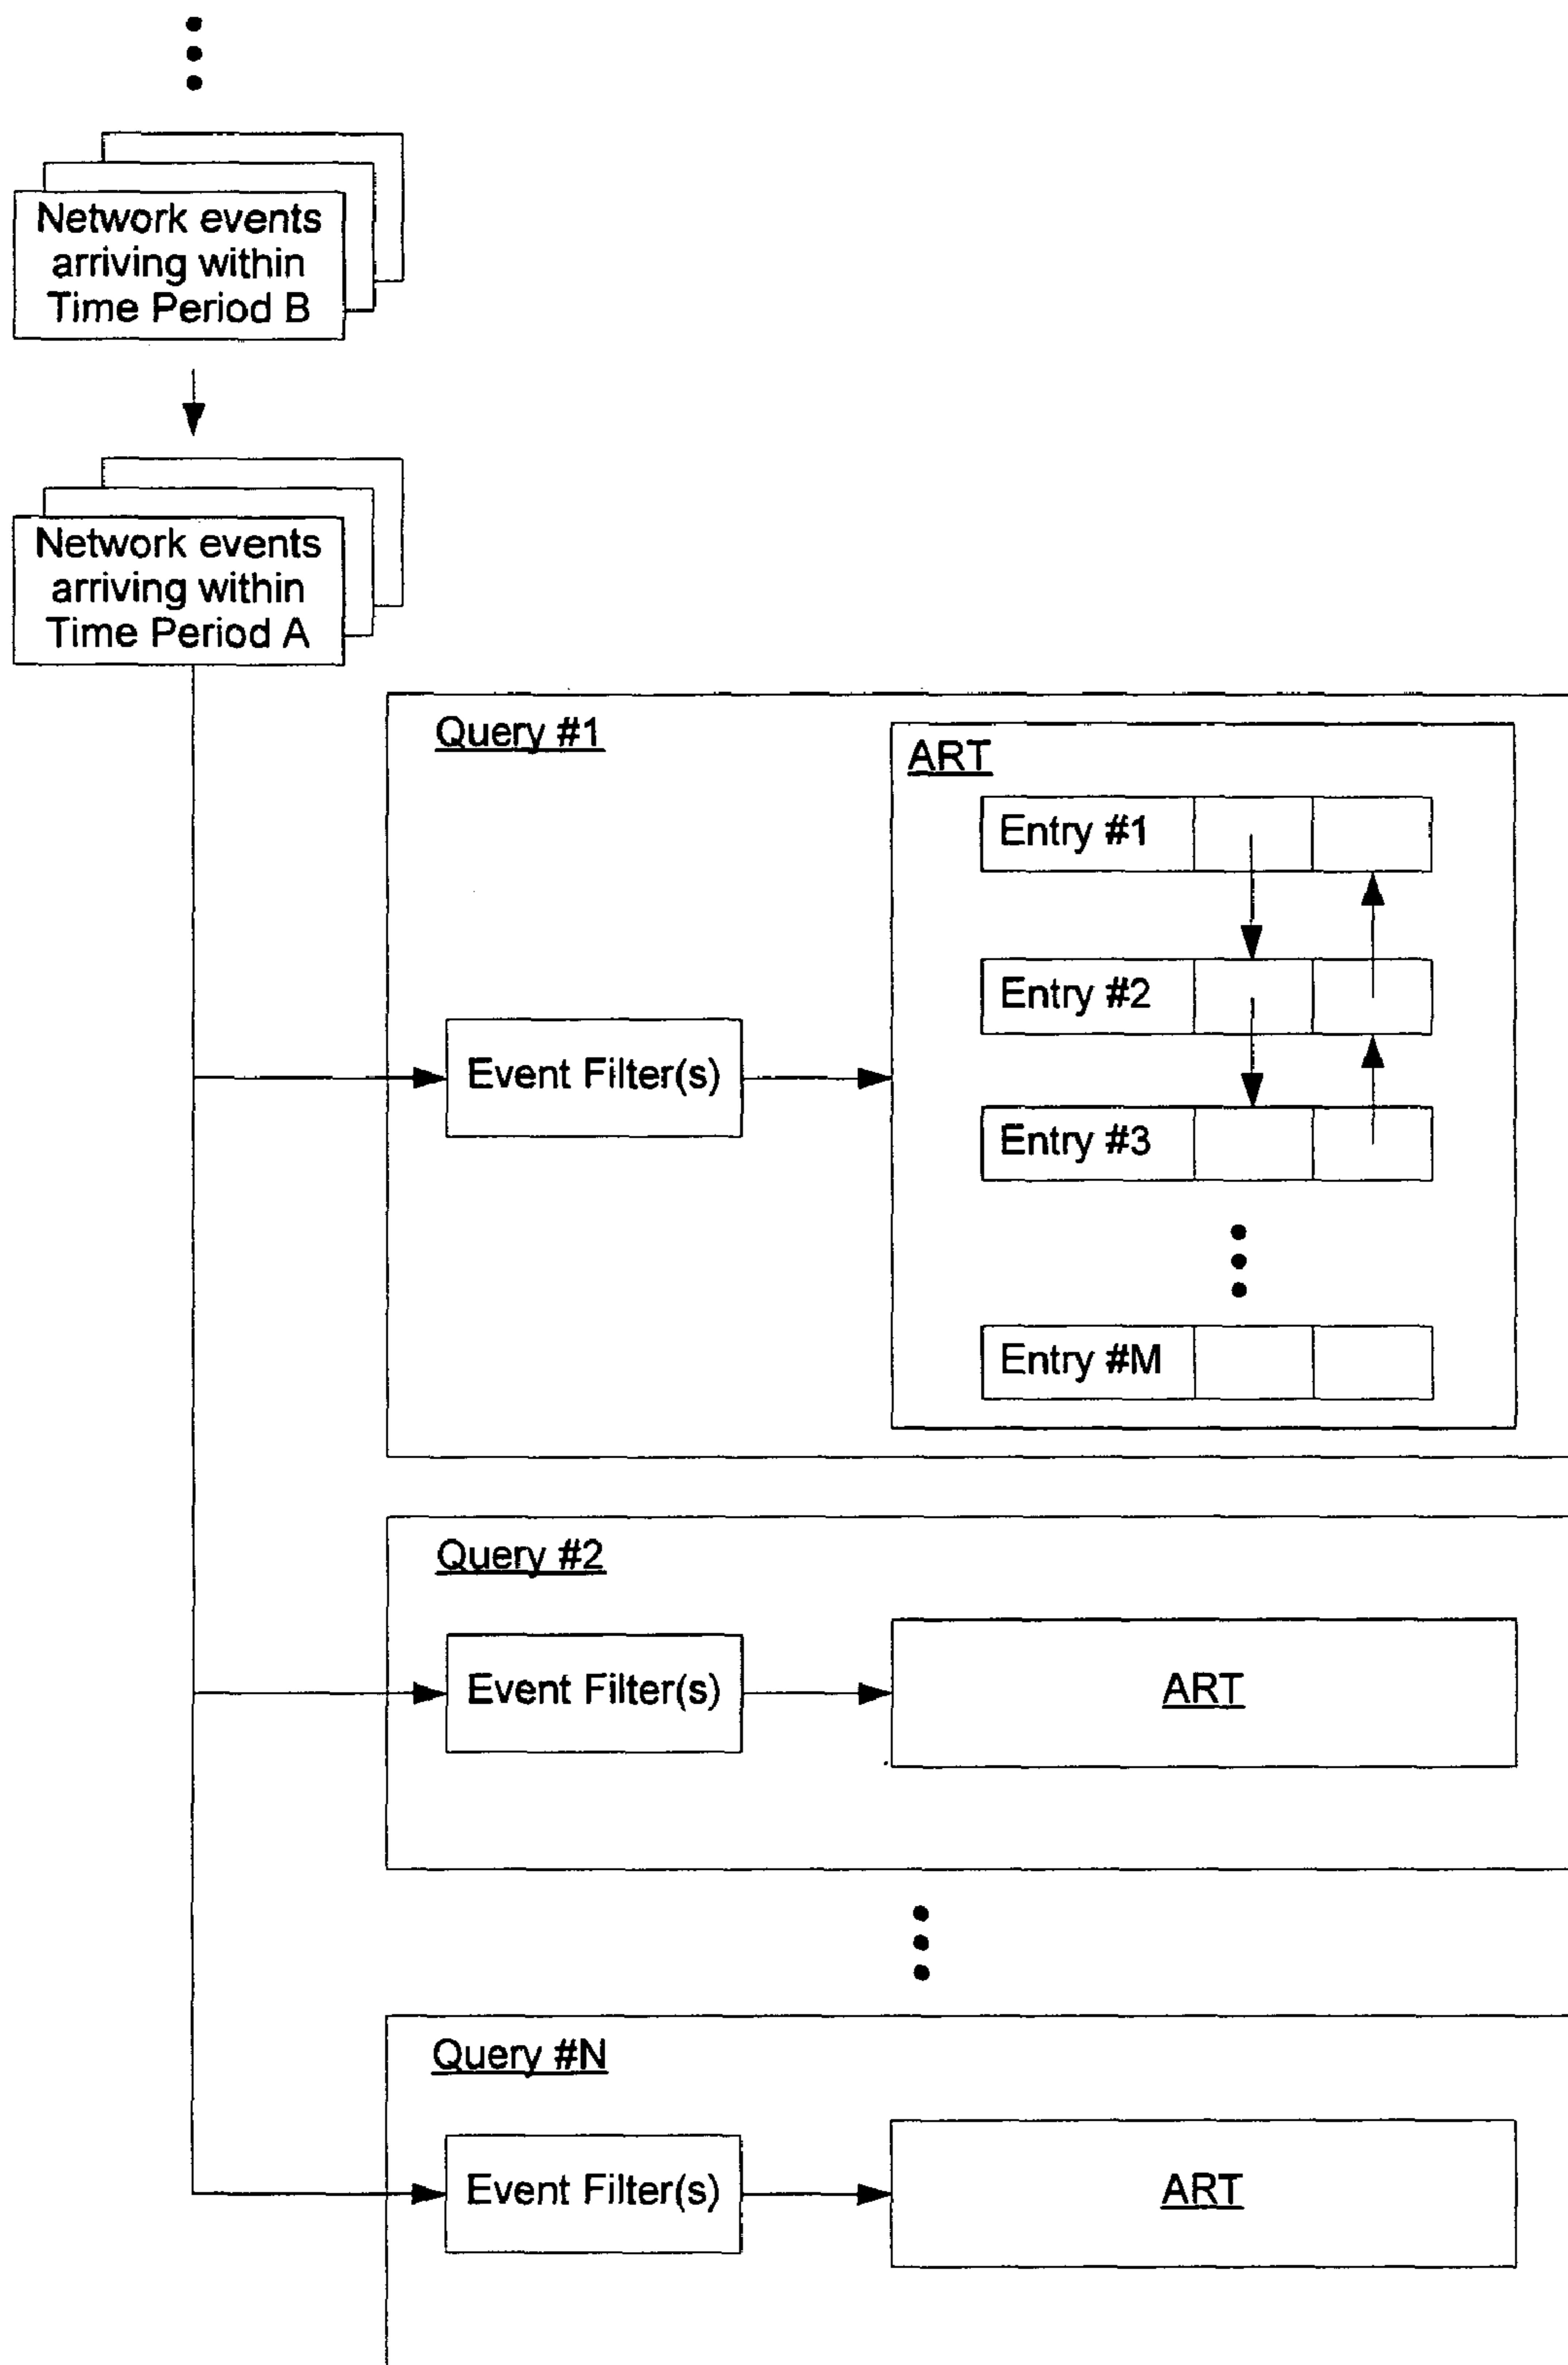 Network events
arriving within
Time Period B
Network events
arriving within
Time Period A
Query #1
ART
Entry #1
Entry #2
Event Filter(s)
Entry #3
Entry #M
Query #2
Event Filter(s)
ART
Query #N
Event Filter(s)
ART